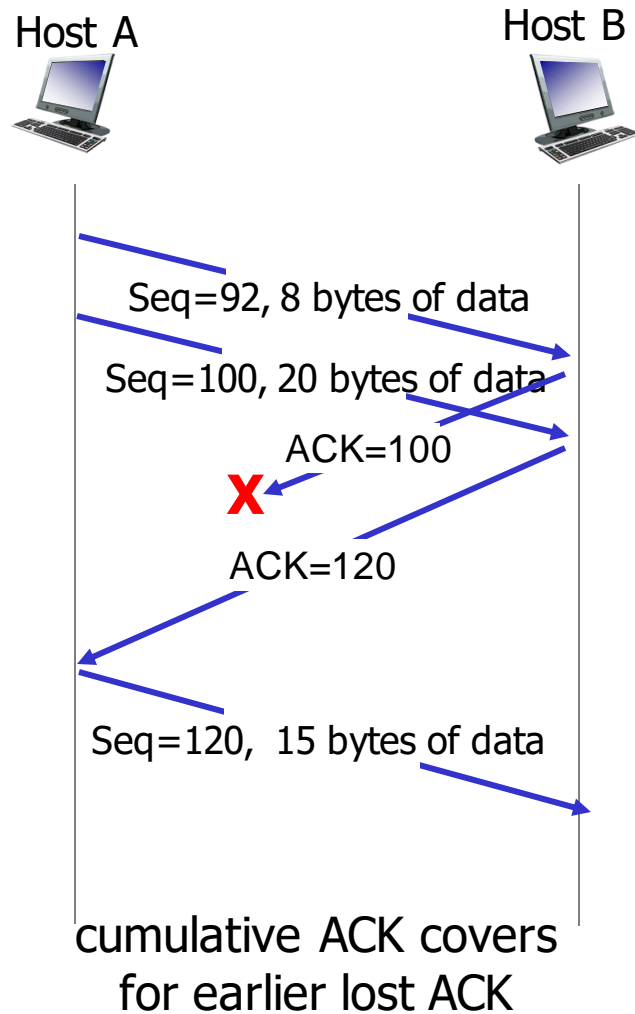 Host A
Host B
Seq=92, 8 bytes of data
Seq=100, 20 bytes of data
ACK=100
X
ACK=120
Seq=120, 15 bytes of data
cumulative ACK covers
for earlier lost ACK